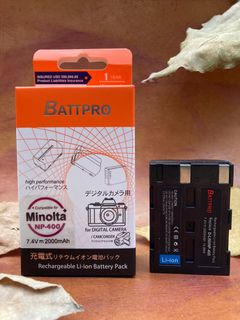 INSURED USD 500,000.00
Product Liability Insurance
1 YEAR
BATTPRO
high performance
ハイパフォーマンス
デジタルカメラ用
for DIGITAL CAMERA
/ CAMCORDER
Compatible for
Minolta
NP-400
7.4V 2000mAh
充電式リチウムイオン電池パック
Rechargeable Li-ion Battery Pack
BATTPRO
Li-ion